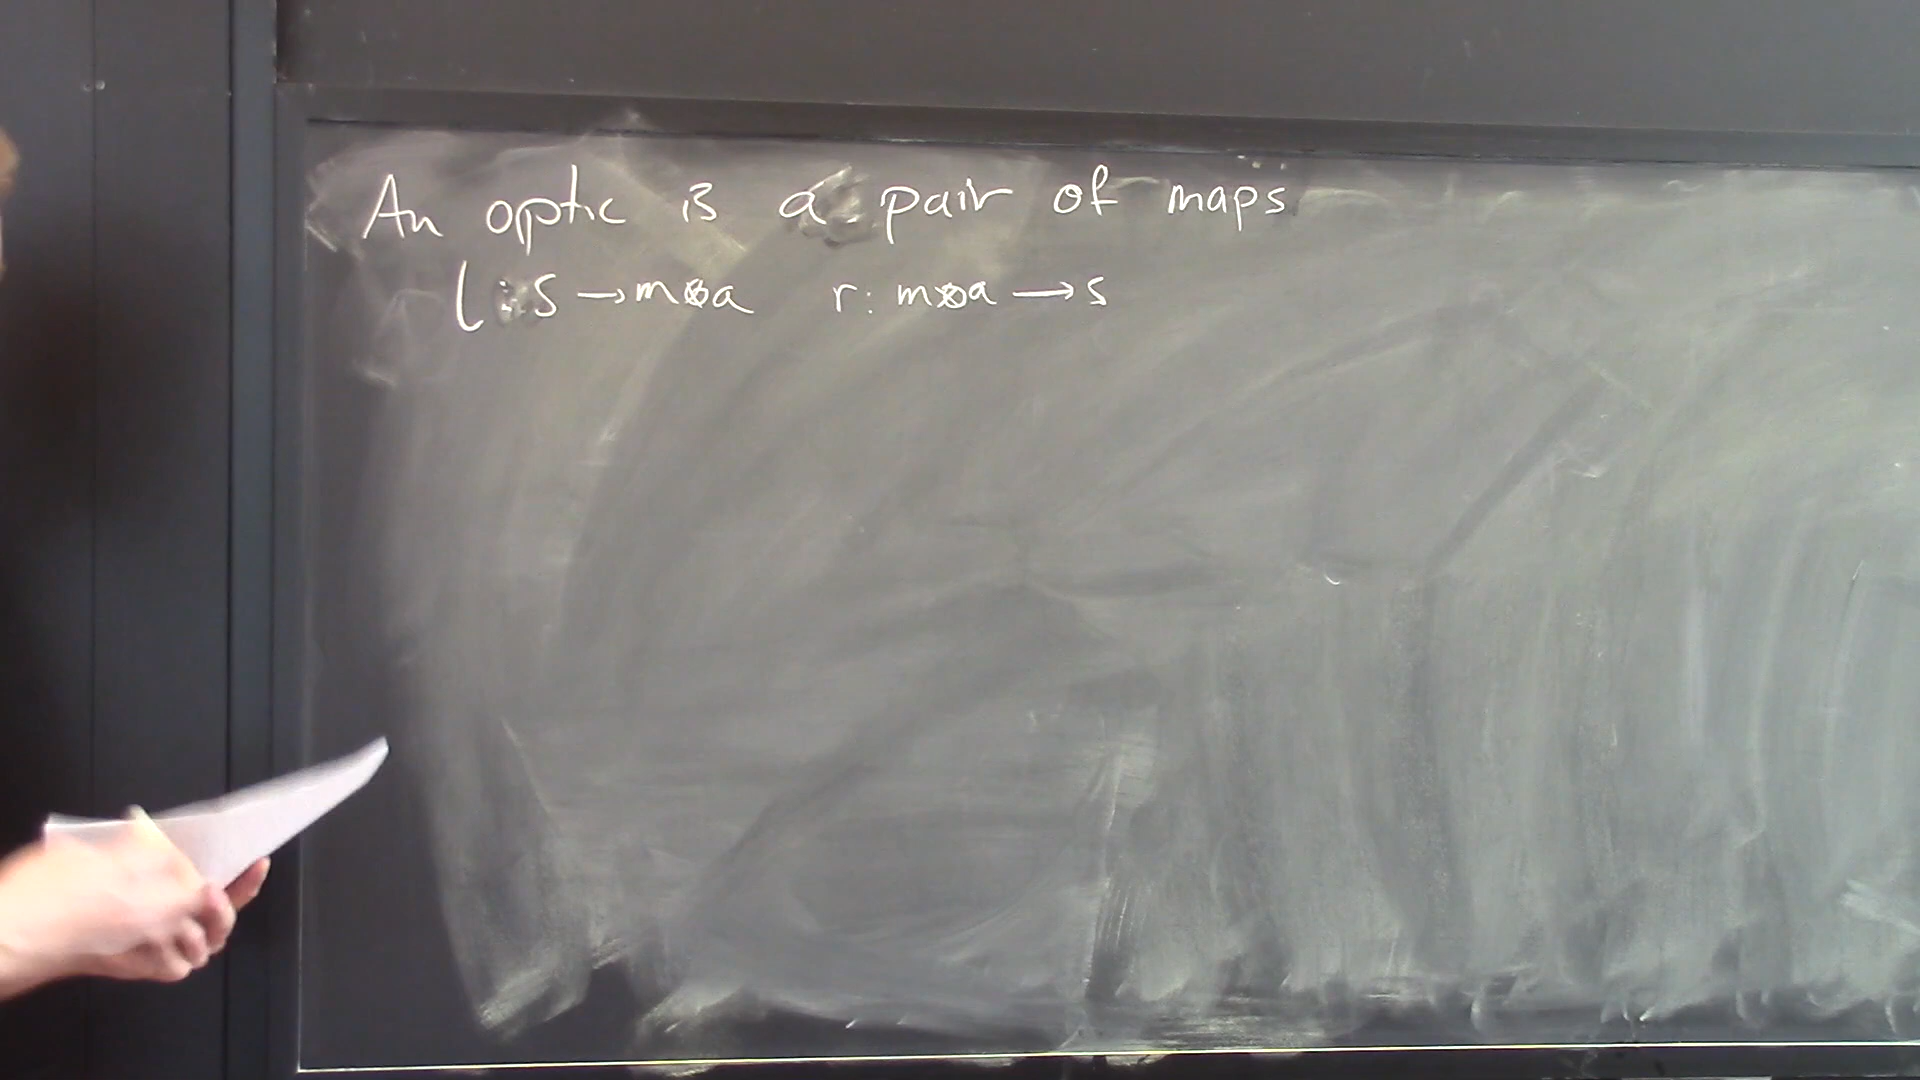 An optic is a pair of maps
l : s → m⊗a r: m⊗a → s